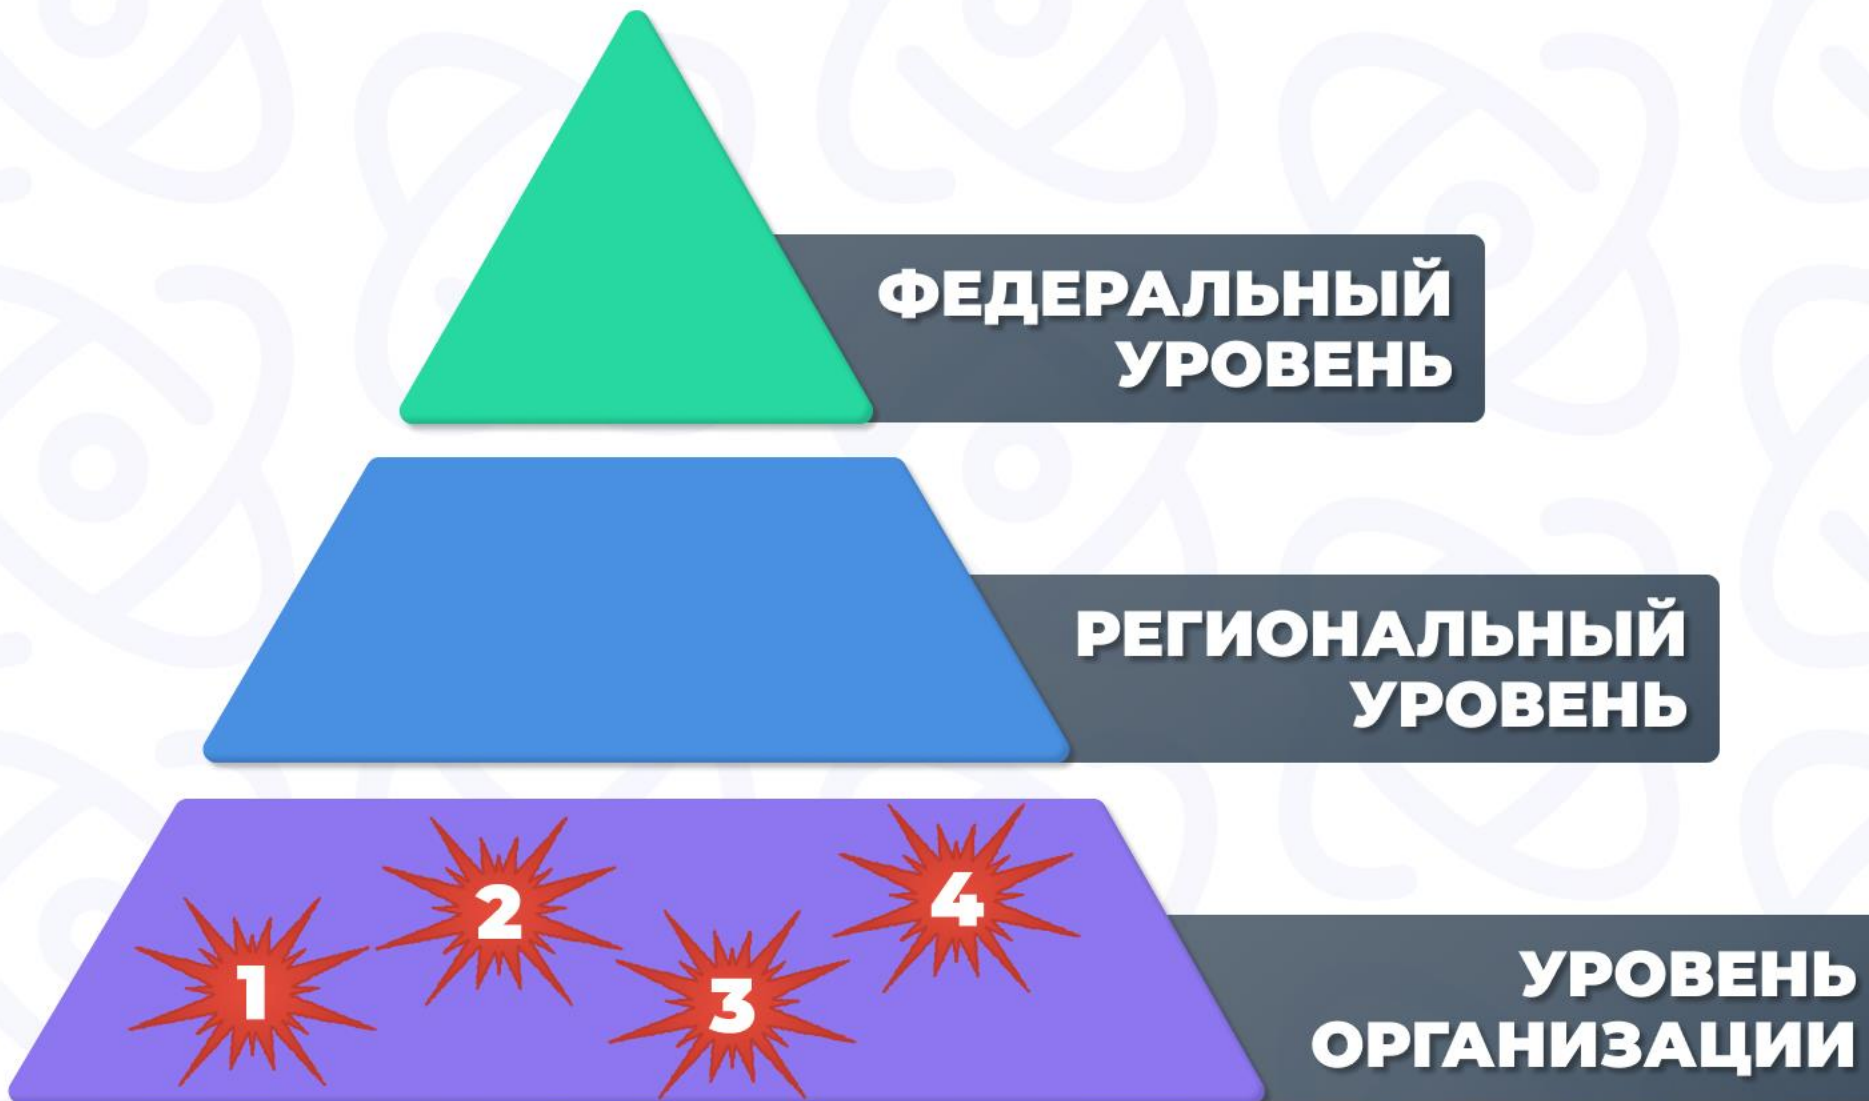 ФЕДЕРАЛЬНЫЙ
УРОВЕНЬ
РЕГИОНАЛЬНЫЙ
УРОВЕНЬ
1
2
3
4
УРОВЕНЬ
ОРГАНИЗАЦИИ